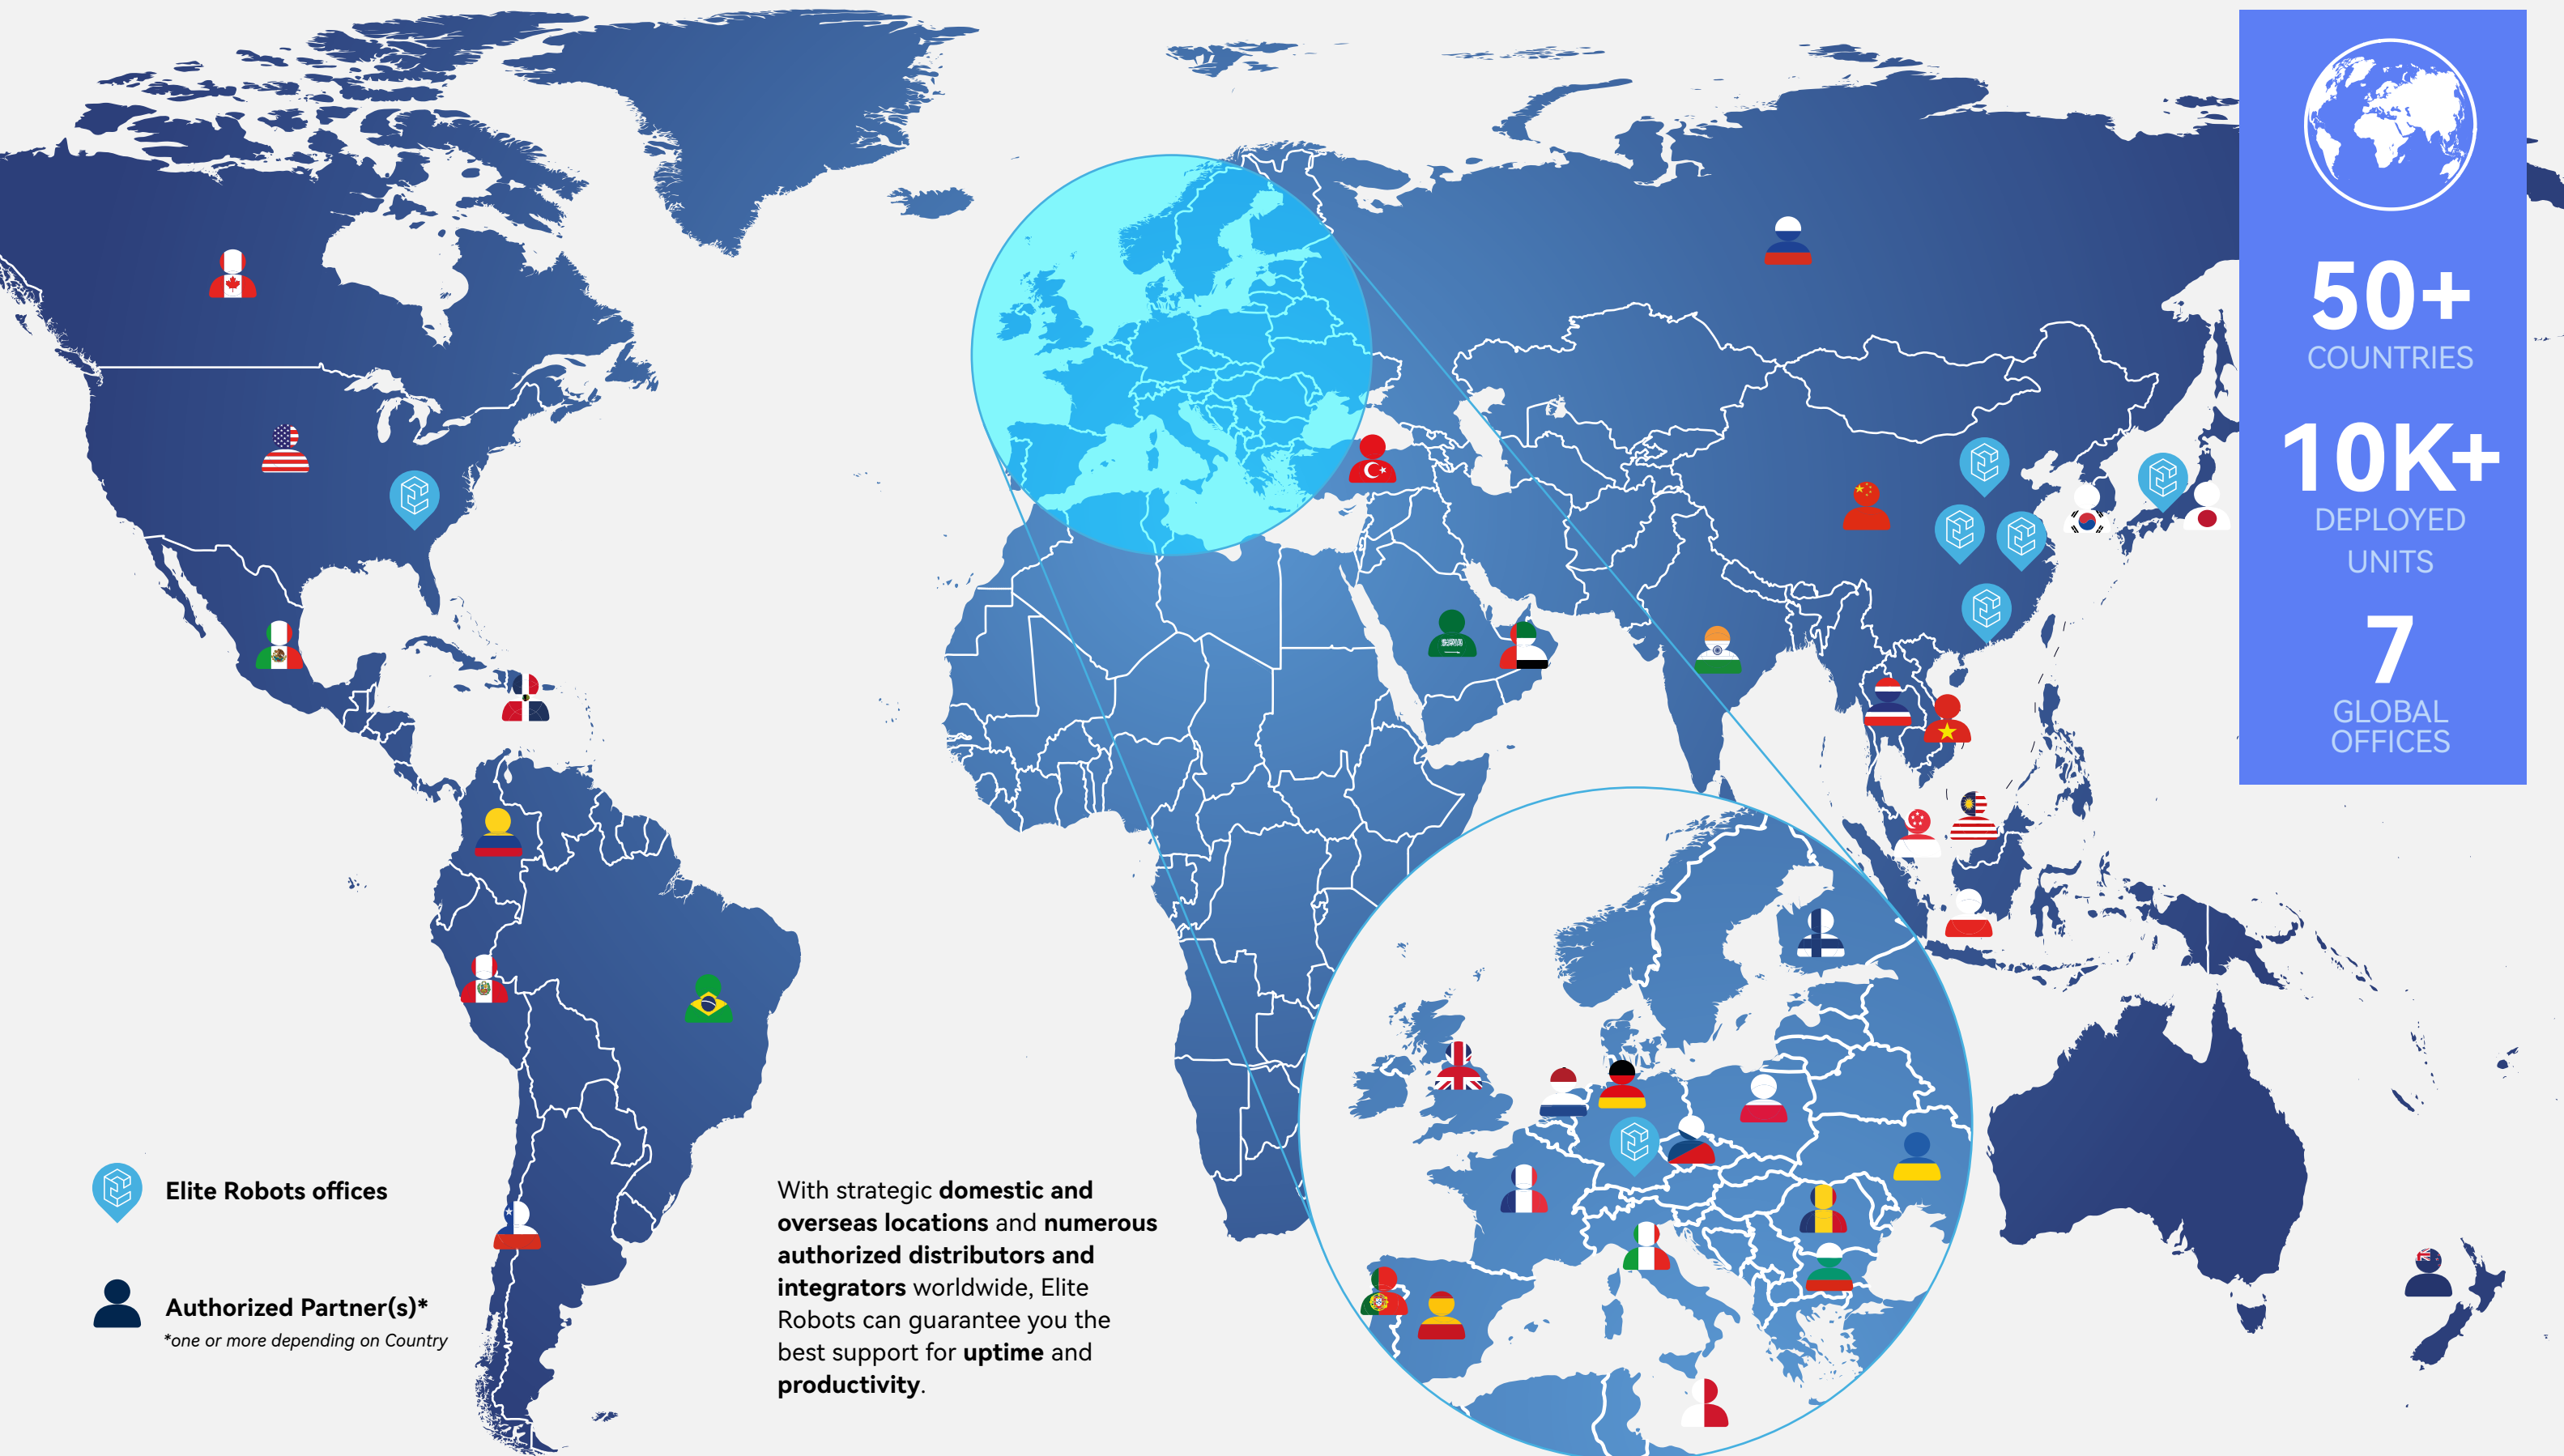 50+
COUNTRIES
10K+
DEPLOYED
UNITS
7
GLOBAL
OFFICES
Elite Robots offices
Authorized Partner(s)*
*one or more depending on Country
With strategic domestic and
overseas locations and numerous
authorized distributors and
integrators worldwide, Elite
Robots can guarantee you the
best support for uptime and
productivity.